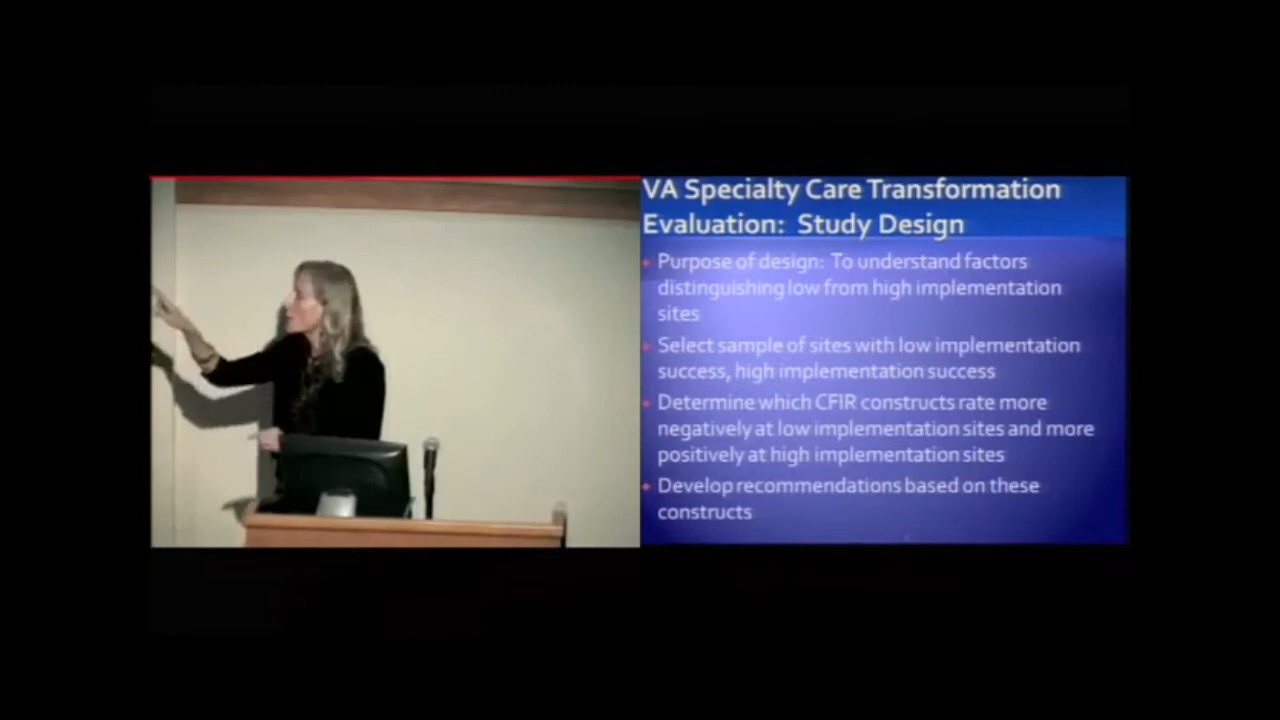 VA Specialty Care Transformation
Evaluation: Study Design
• Purpose of design: To understand factors
distinguishing low from high implementation
sites
• Select sample of sites with low implementation
success, high implementation success
• Determine which CFIR constructs rate more
negatively at low implementation sites and more
positively at high implementation sites
• Develop recommendations based on these
constructs